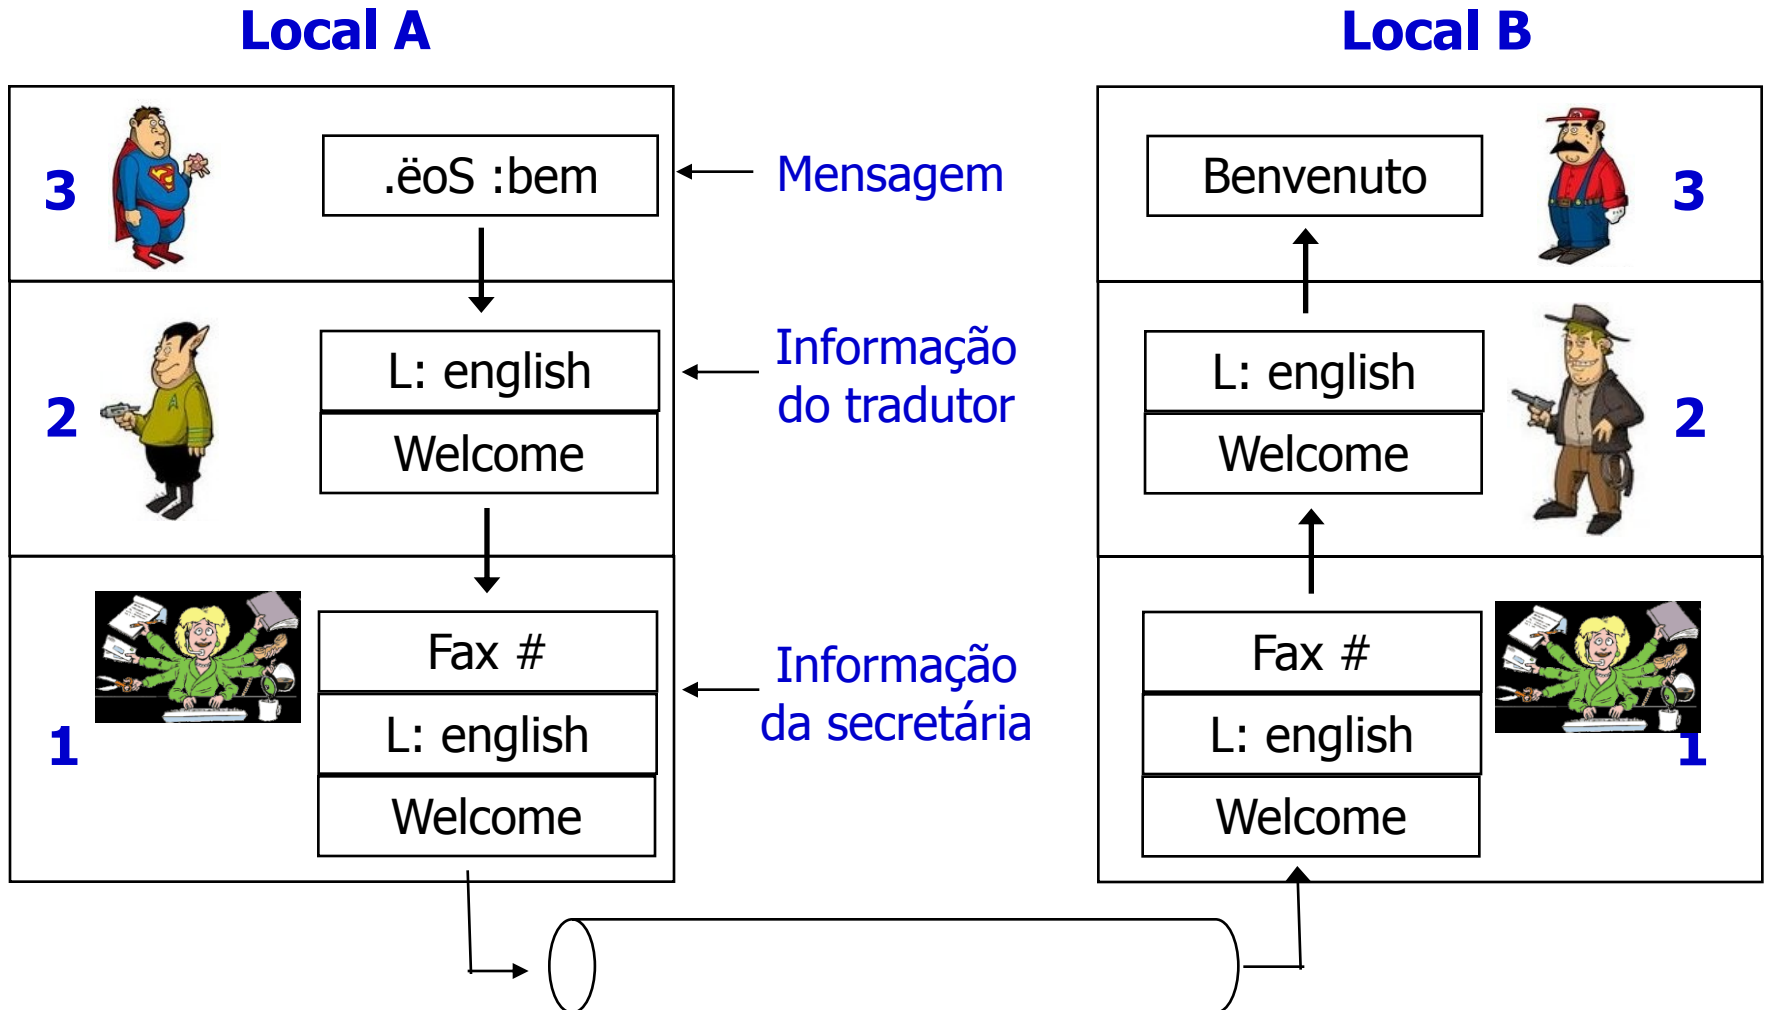 Local A
Local B
3
.ëoS :bem
Mensagem
Benvenuto
3
2
L: english
Welcome
Informação
do tradutor
L: english
Welcome
2
1
Fax #
L: english
Welcome
Informação
da secretária
Fax #
L: english
Welcome
1